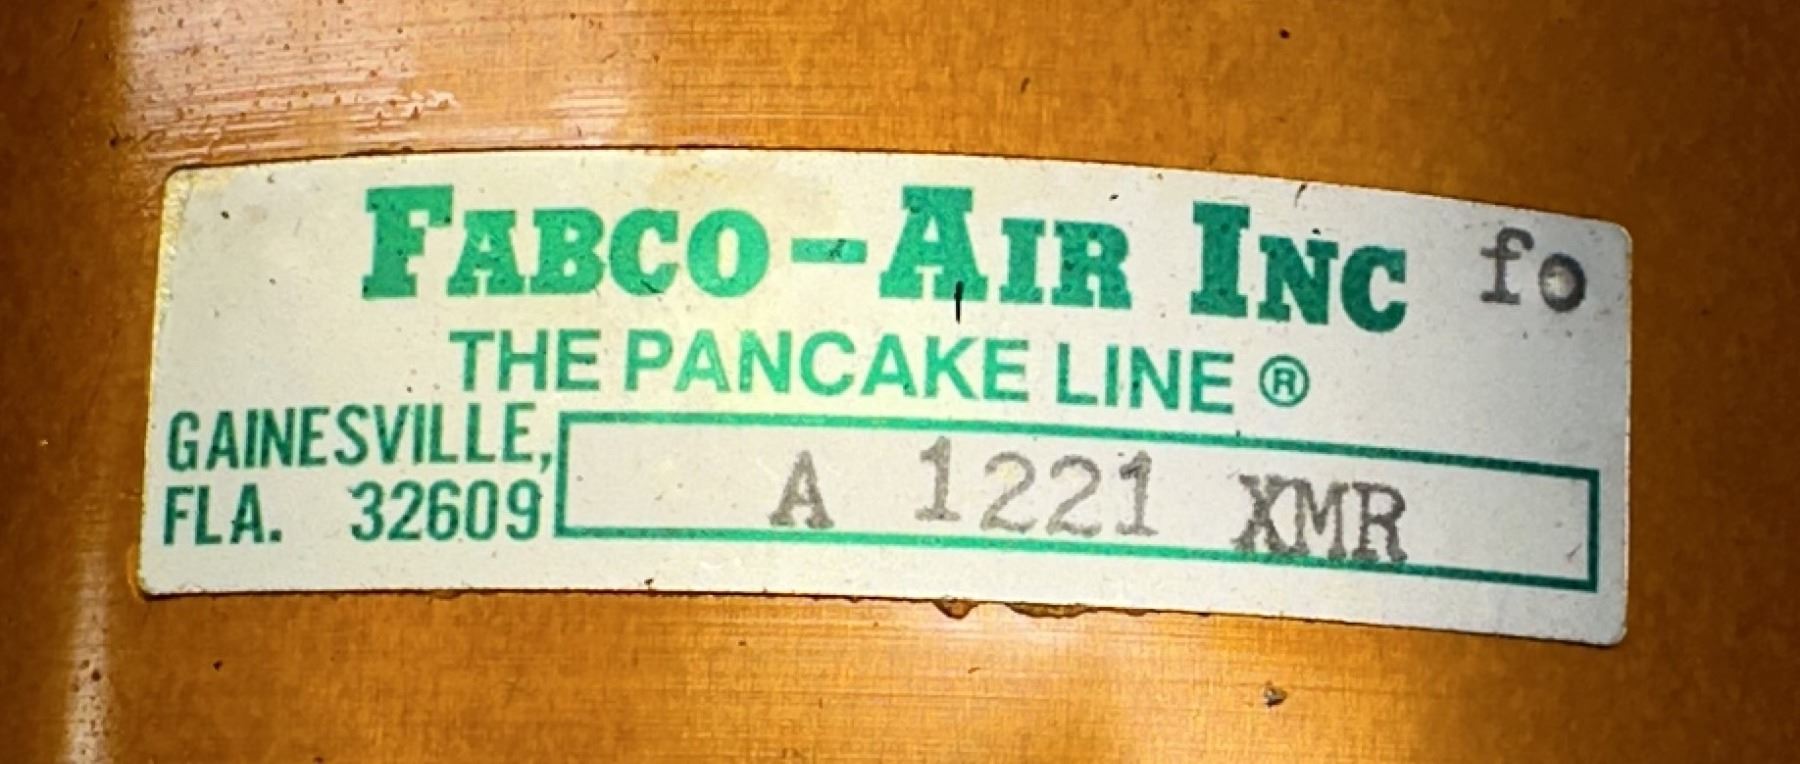 FABCO-AIR INC fo
THE PANCAKE LINE ®
GAINESVILLE,
FLA. 32609
A 1221 XMR